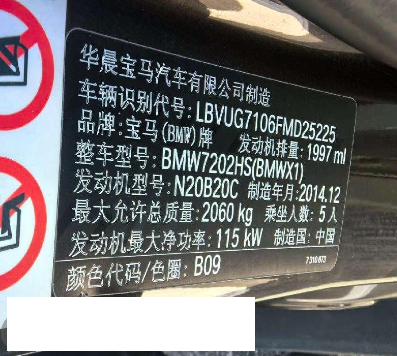 华晨宝马汽车有限公司制造
车辆识别代号: LBVUG7106FMD25225
品牌: 宝马(BMW)牌 发动机排量: 1997 ml
整车型号: BMW7202HS(BMWX1)
发动机型号: N20B20C 制造年月: 2014.12
最大允许总质量: 2060 kg 乘坐人数: 5人
发动机最大净功率: 115 kW 制造国: 中国
颜色代码/色圈: B09
7310673